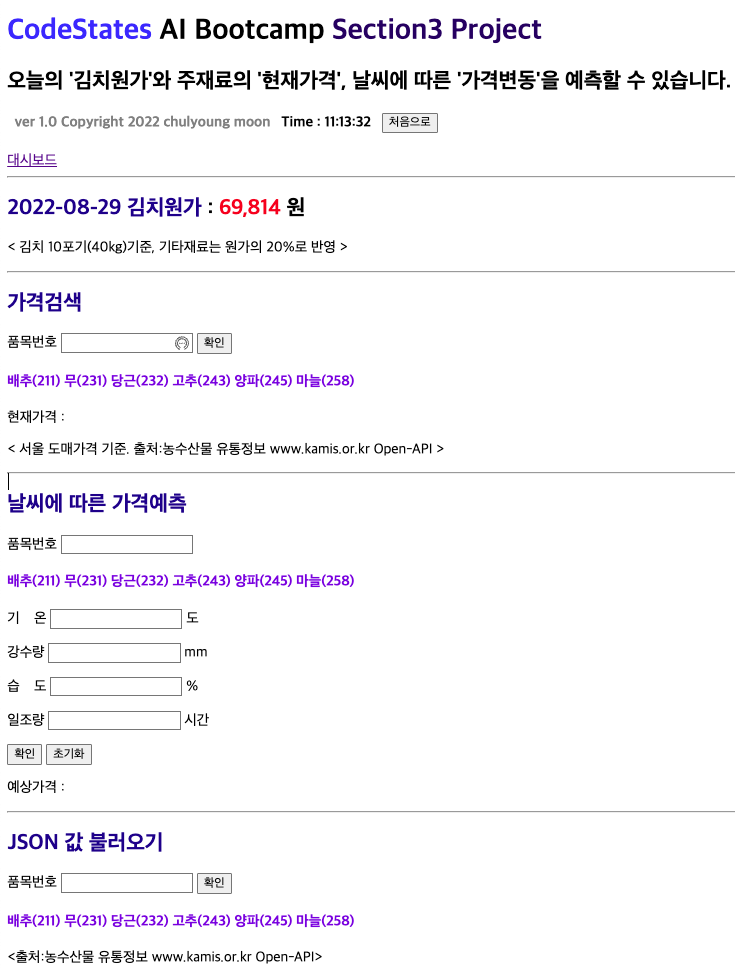 CodeStates AI Bootcamp Section3 Project
오늘의 '김치원가'와 주재료의 '현재가격', 날씨에 따른 '가격변동'을 예측할 수 있습니다.
ver 1.0 Copyright 2022 chulyoung moon Time : 11:13:32 처음으로
대시보드
2022-08-29 김치원가 : 69,814 원
< 김치 10포기(40kg)기준, 기타재료는 원가의 20%로 반영 >
가격검색
품목번호 확인
배추(211) 무(231) 당근(232) 고추(243) 양파(245) 마늘(258)
현재가격 :
< 서울 도매가격 기준. 출처:농수산물 유통정보 www.kamis.or.kr Open-API >
날씨에 따른 가격예측
품목번호
배추(211) 무(231) 당근(232) 고추(243) 양파(245) 마늘(258)
기 온 도
강수량 mm
습 도 %
일조량 시간
확인 초기화
예상가격 :
JSON 값 불러오기
품목번호 확인
배추(211) 무(231) 당근(232) 고추(243) 양파(245) 마늘(258)
<출처:농수산물 유통정보 www.kamis.or.kr Open-API>